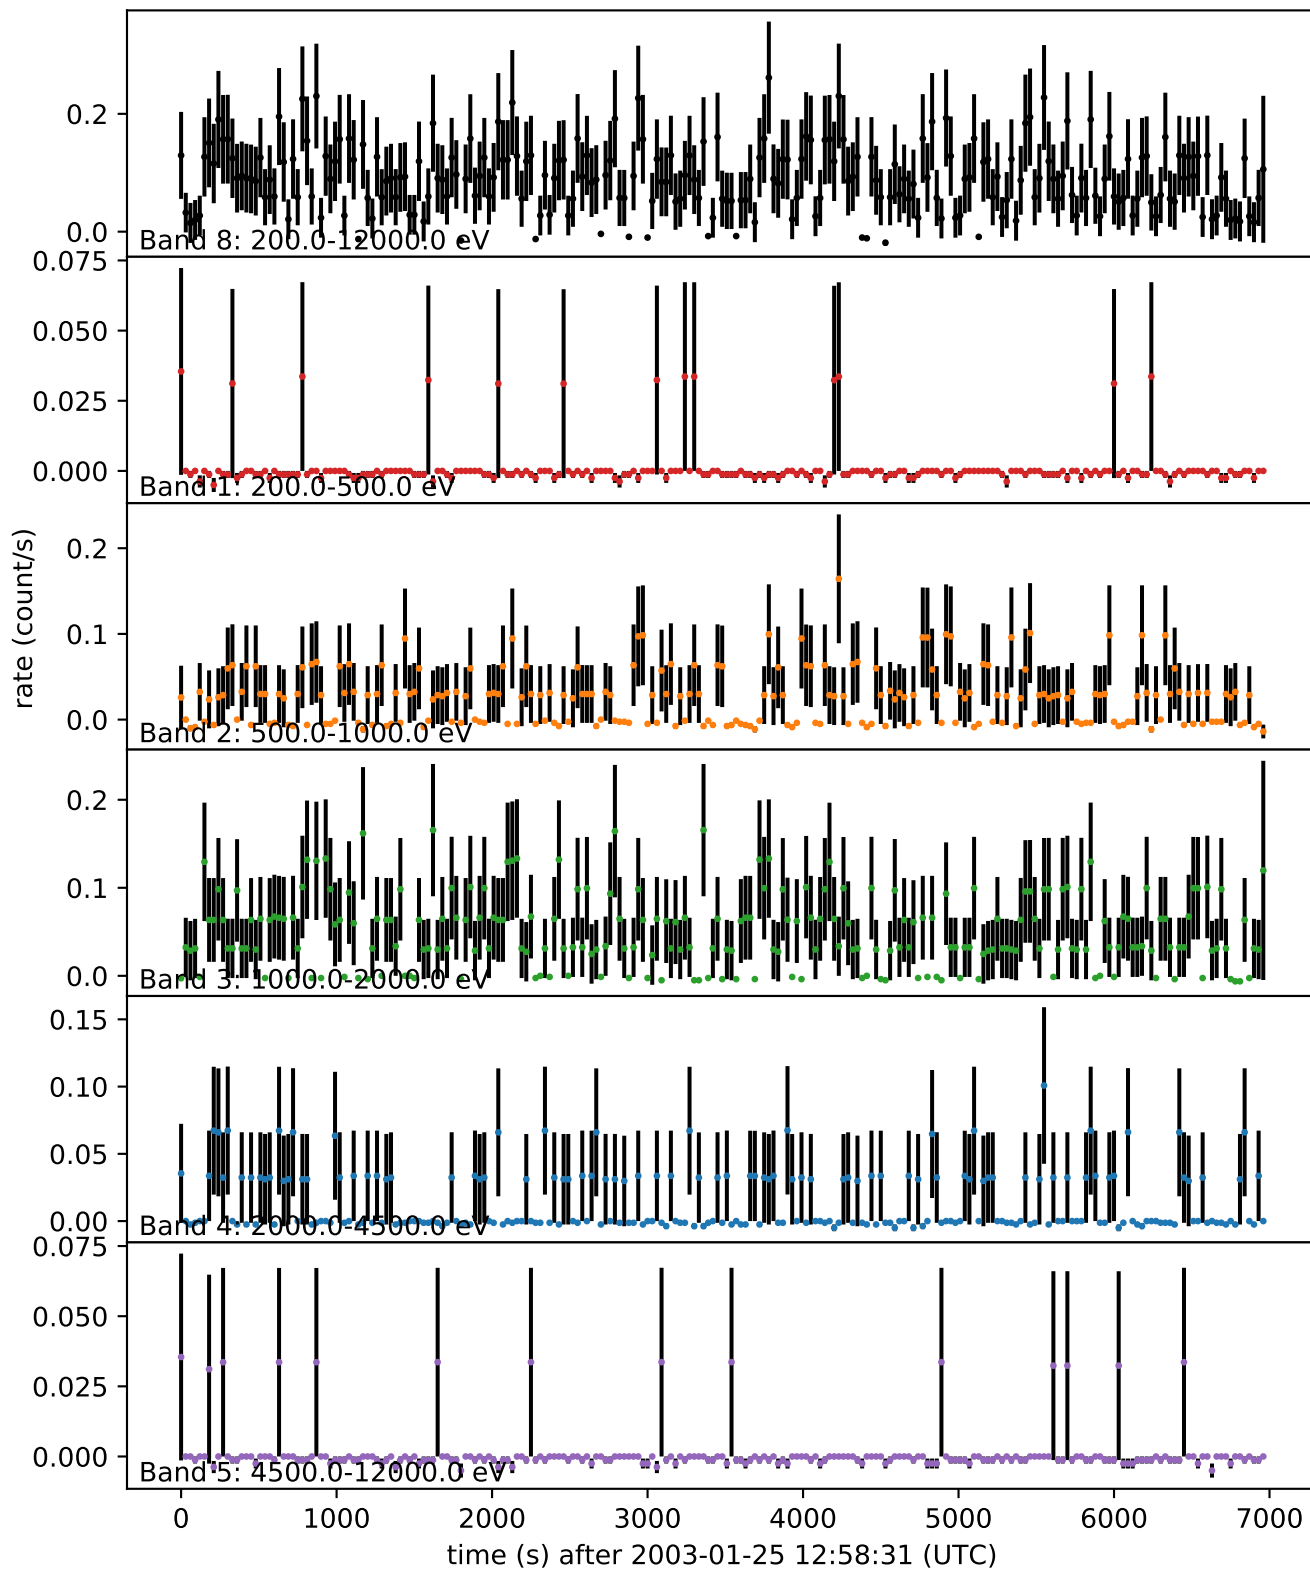 0.2
0.0
Band 8: 200.0-12000.0 eV
0.075
0.050
0.025
0.000
Band 1: 200.0-500.0 eV
rate (count/s)
0.2
0.1
0.0
Band 2: 500.0-1000.0 eV
0.2
0.1
0.0
Band 3: 1000.0-2000.0 eV
0.15
0.10
0.05
0.00
Band 4: 2000.0-4500.0 eV
0.075
0.050
0.025
0.000
Band 5: 4500.0-12000.0 eV
0 1000 2000 3000 4000 5000 6000 7000
time (s) after 2003-01-25 12:58:31 (UTC)